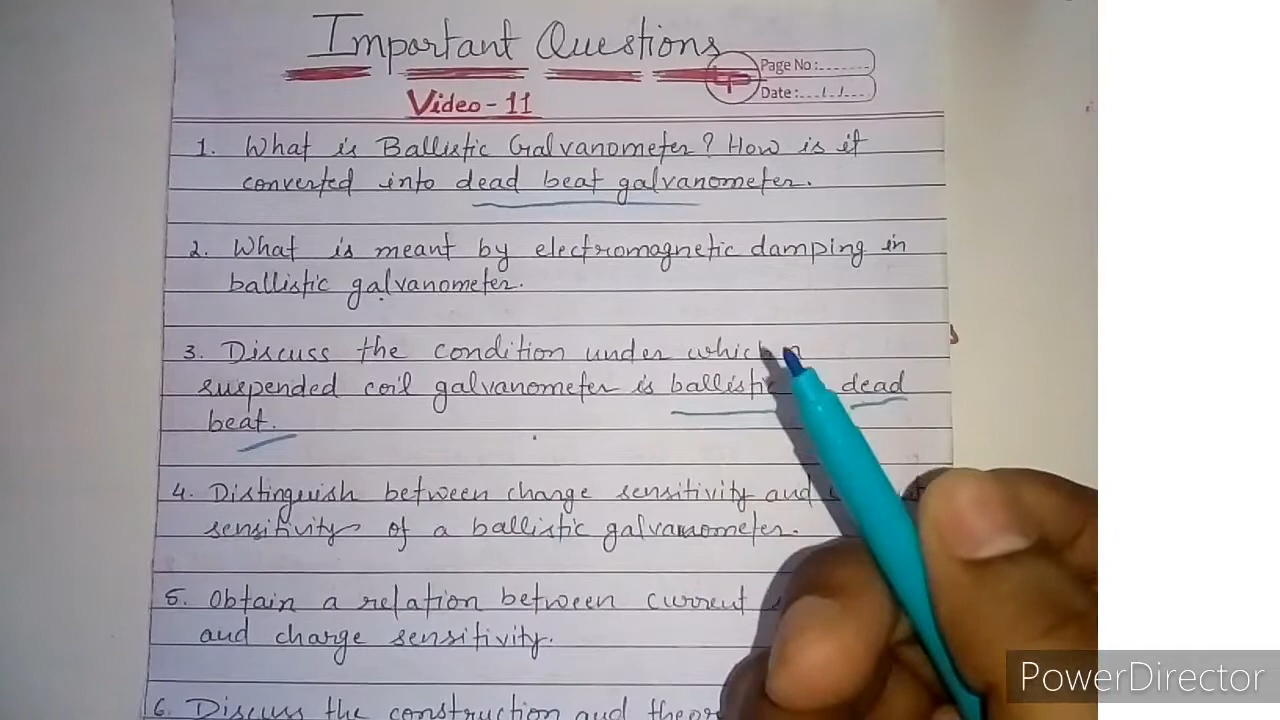 Important Questions
Page No:.......
Date:.../../...
Video - 11
1. What is Ballistic Galvanometer? How is it
converted into dead beat galvanometer.
2. What is meant by electromagnetic damping in
ballistic galvanometer.
3. Discuss the condition under which
suspended coil galvanometer is ballistic dead
beat.
4. Distinguish between charge sensitivity and
sensitivity of a ballistic galvanometer.
5. Obtain a relation between current
and charge sensitivity.
6. Discuss the construction and theor
PowerDirector